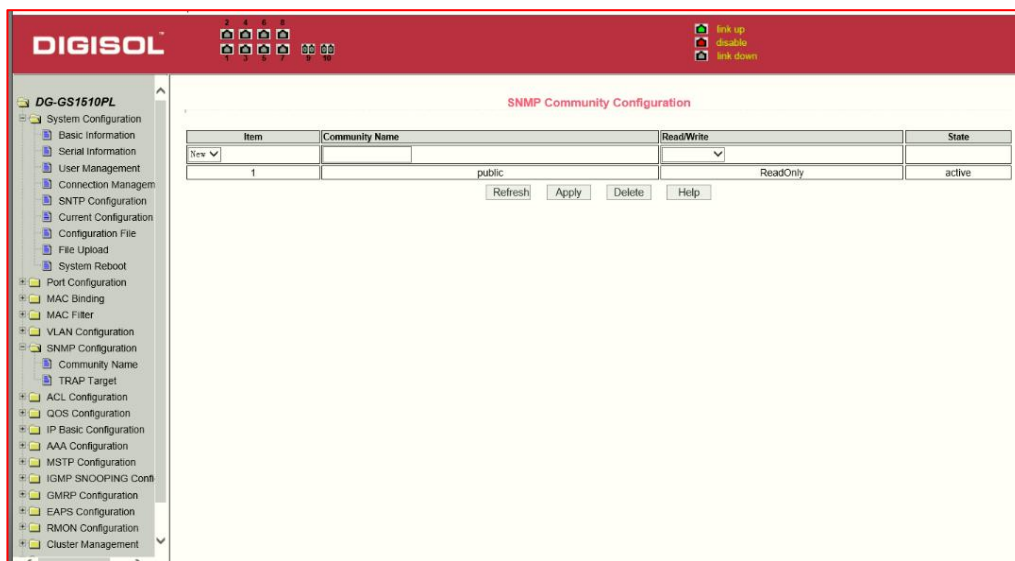 DIGISOL
2 4 6 8
1 3 5 7 9 10
link up
disable
link down
DG-GS1510PL
System Configuration
Basic Information
Serial Information
User Management
Connection Managem
SNTP Configuration
Current Configuration
Configuration File
File Upload
System Reboot
Port Configuration
MAC Binding
MAC Filter
VLAN Configuration
SNMP Configuration
Community Name
TRAP Target
ACL Configuration
QOS Configuration
IP Basic Configuration
AAA Configuration
MSTP Configuration
IGMP SNOOPING Confi
GMRP Configuration
EAPS Configuration
RMON Configuration
Cluster Management
SNMP Community Configuration
Item Community Name Read/Write State
New
1 public ReadOnly active
Refresh Apply Delete Help